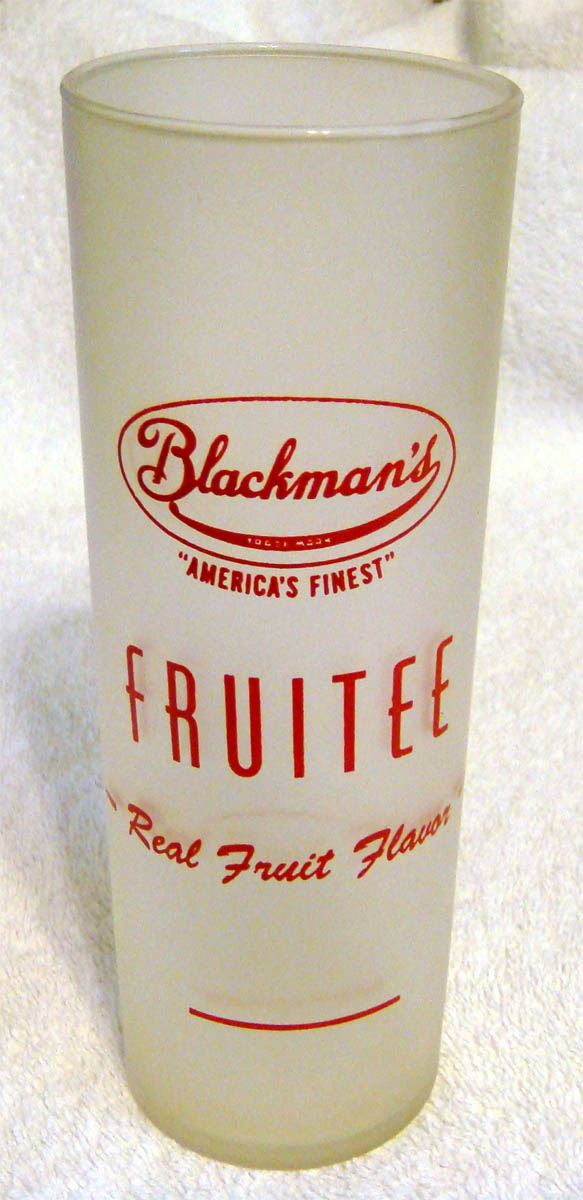 Blackman's
"AMERICA'S FINEST"
FRUITEE
Real Fruit Flavor